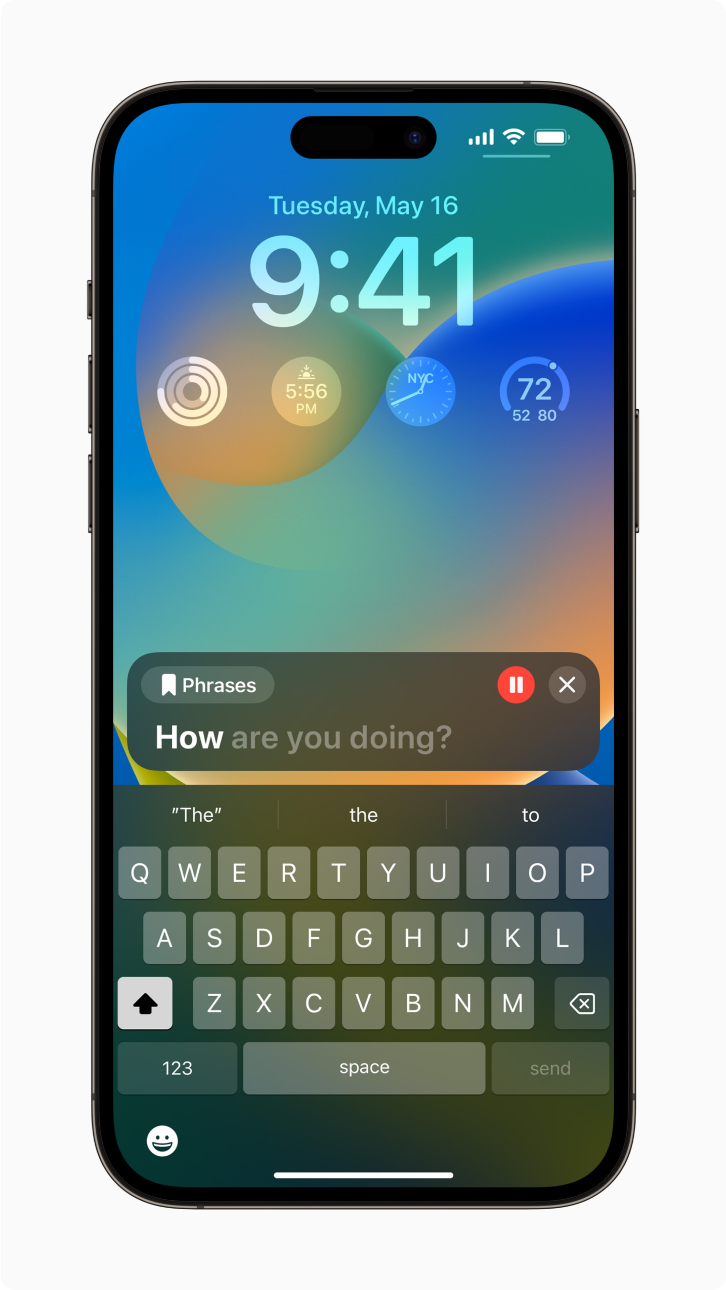 Tuesday, May 16
9:41
5:56
PM
NYC
72
52 80
Phrases
How are you doing?
"The" the to
Q W E R T Y U I O P
A S D F G H J K L
Z X C V B N M
123 space send